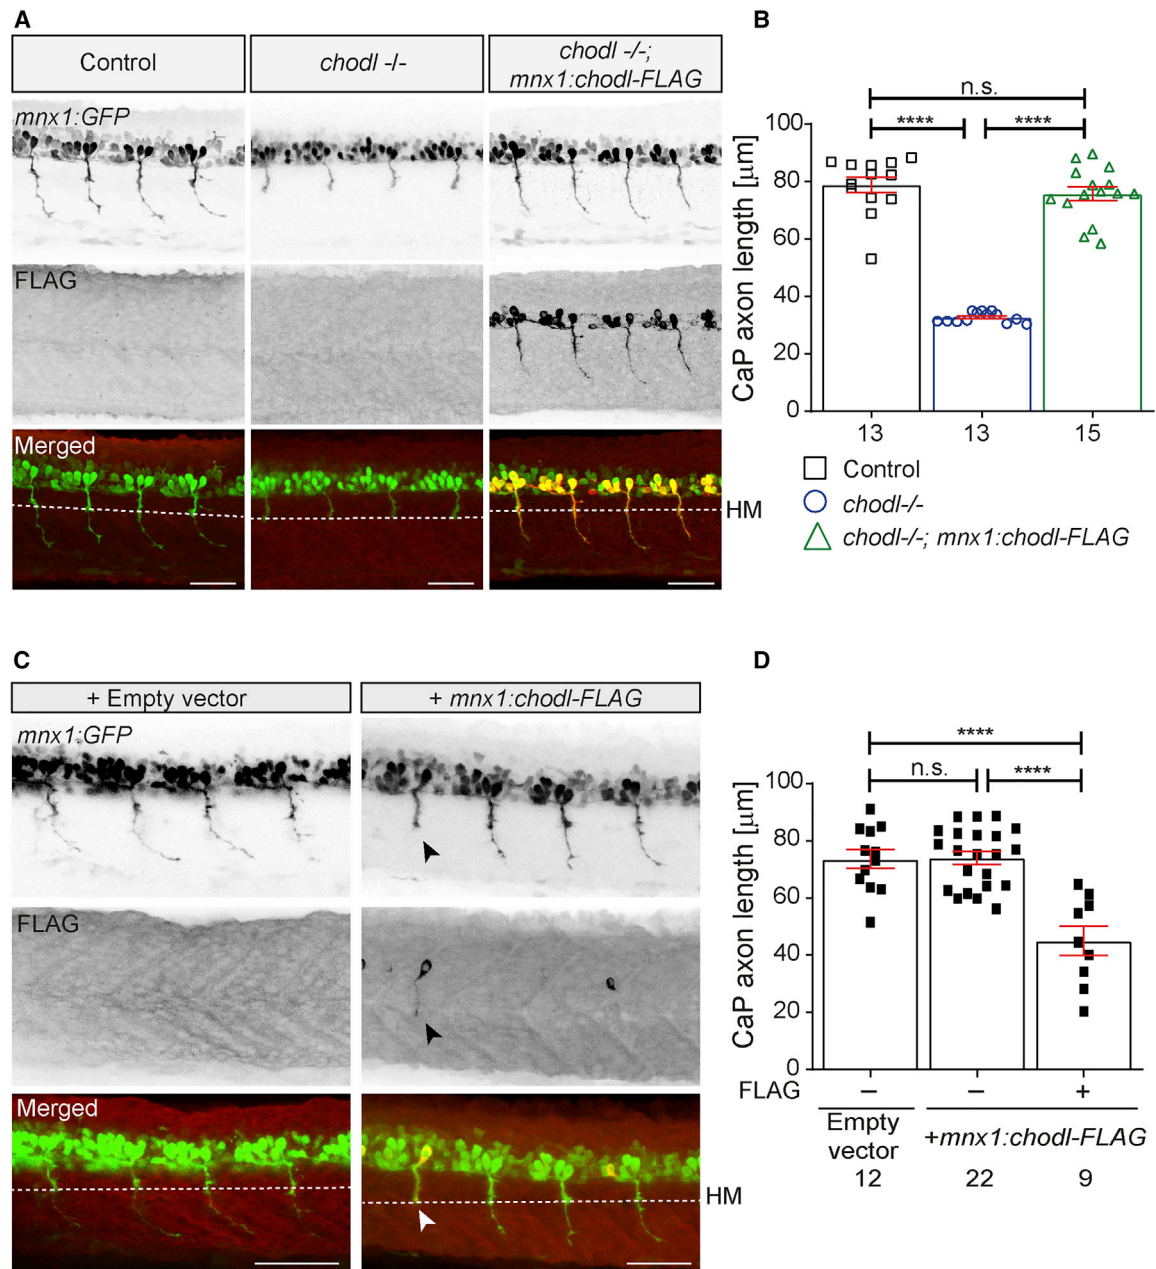 A
Control
chodl -/-
chodl -/-;
mnx1:chodl-FLAG
mnx1:GFP
FLAG
Merged
HM
B
n.s.
**** ****
CaP axon length [µm]
100
80
60
40
20
0
13 13 15
Control
chodl-/-
chodl-/-; mnx1:chodl-FLAG
C
+ Empty vector
+ mnx1:chodl-FLAG
mnx1:GFP
FLAG
Merged
HM
D
****
n.s. ****
CaP axon length [µm]
100
80
60
40
20
0
FLAG – – +
Empty
vector
+mnx1:chodl-FLAG
12 22 9